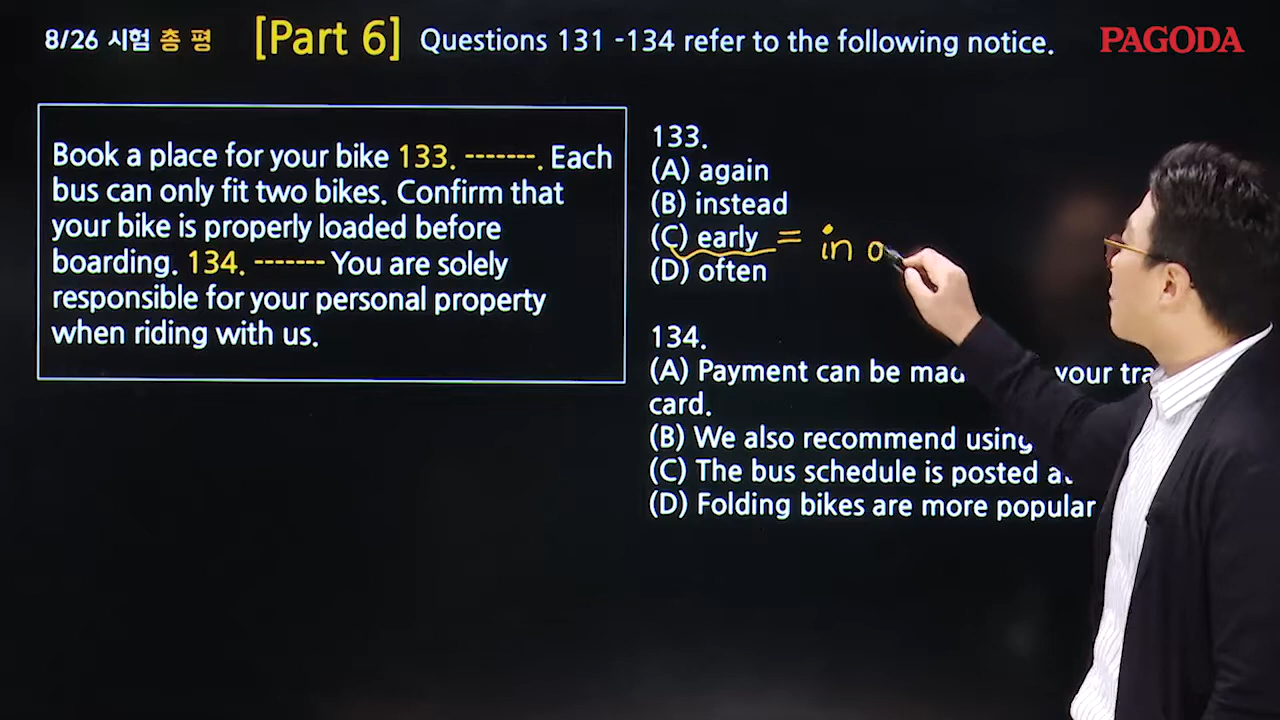 8/26 시험 총 평 [Part 6] Questions 131 -134 refer to the following notice.
PAGODA
Book a place for your bike 133. -------. Each
bus can only fit two bikes. Confirm that
your bike is properly loaded before
boarding. 134. ------- You are solely
responsible for your personal property
when riding with us.
133.
(A) again
(B) instead
(C) early = in a
(D) often
134.
(A) Payment can be your
card.
(B) We also recommend using
(C) The bus schedule is posted
(D) Folding bikes are more popular